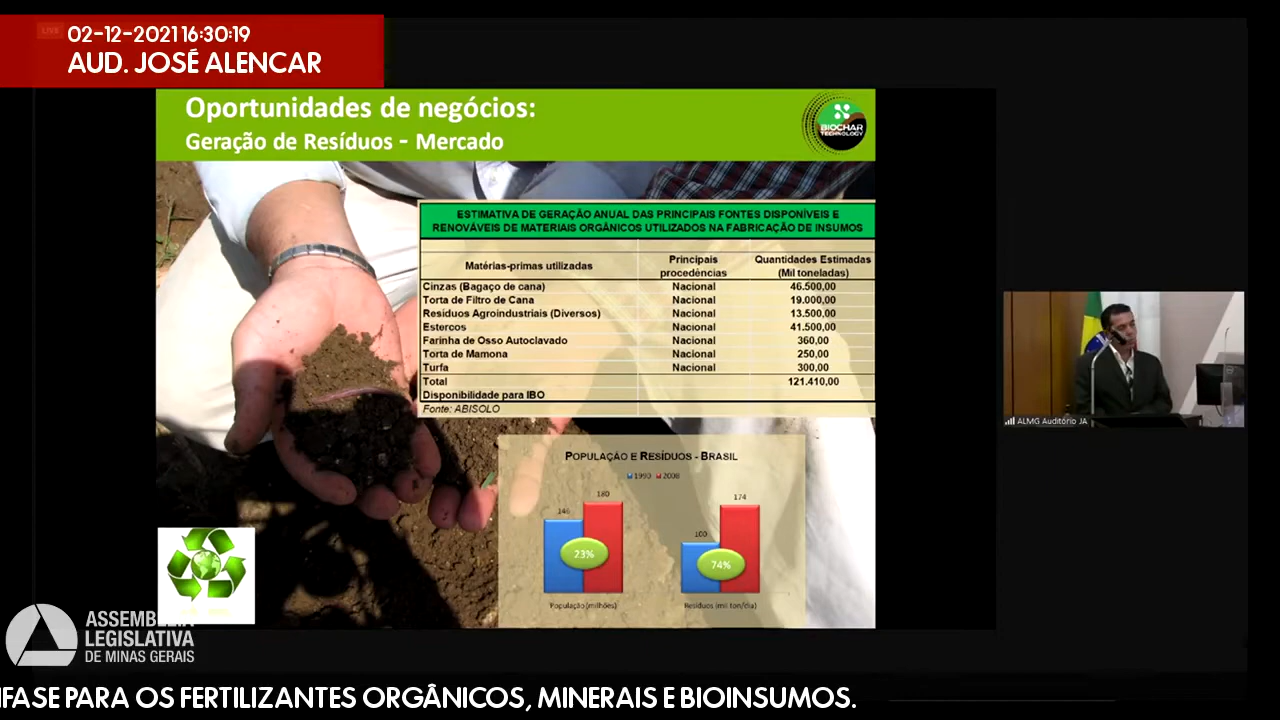 02-12-2021 16:30:19
AUD. JOSÉ ALENCAR
LIVE
Oportunidades de negócios:
Geração de Resíduos - Mercado
BIOCHAR
TECHNOLOGY
ESTIMATIVA DE GERAÇÃO ANUAL DAS PRINCIPAIS FONTES DISPONÍVEIS E
RENOVÁVEIS DE MATERIAIS ORGÂNICOS UTILIZADOS NA FABRICAÇÃO DE INSUMOS
Matérias-primas utilizadas Principais procedências Quantidades Estimadas (Mil toneladas)
Cinzas (Bagaço de cana) Nacional 46.500,00
Torta de Filtro de Cana Nacional 19.000,00
Resíduos Agroindustriais (Diversos) Nacional 13.500,00
Estercos Nacional 41.500,00
Farinha de Osso Autoclavado Nacional 360,00
Torta de Mamona Nacional 250,00
Turfa Nacional 300,00
Total 121.410,00
Disponibilidade para IBO
Fonte: ABISOLO
POPULAÇÃO E RESÍDUOS - BRASIL
1990 2008
146 180 100 174
23% 74%
População (milhões) Resíduos (mil ton/dia)
ALMG Auditório JA
ASSEMBLEIA
LEGISLATIVA
DE MINAS GERAIS
NFASE PARA OS FERTILIZANTES ORGÂNICOS, MINERAIS E BIOINSUMOS.